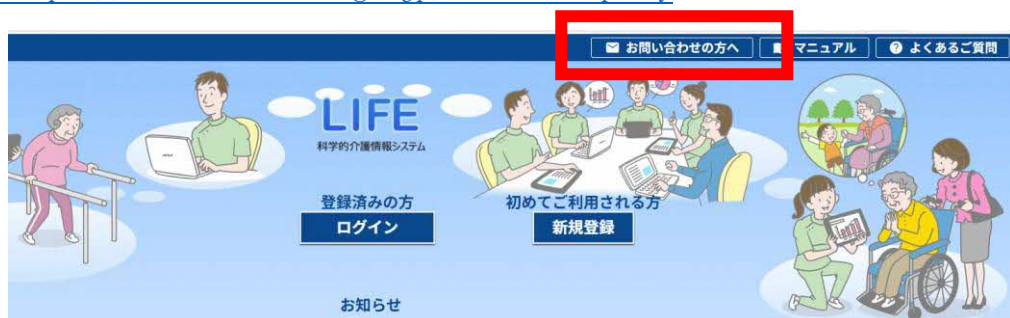 お問い合わせの方へ マニュアル よくあるご質問
LIFE
科学的介護情報システム
登録済みの方 初めてご利用される方
ログイン 新規登録
お知らせ